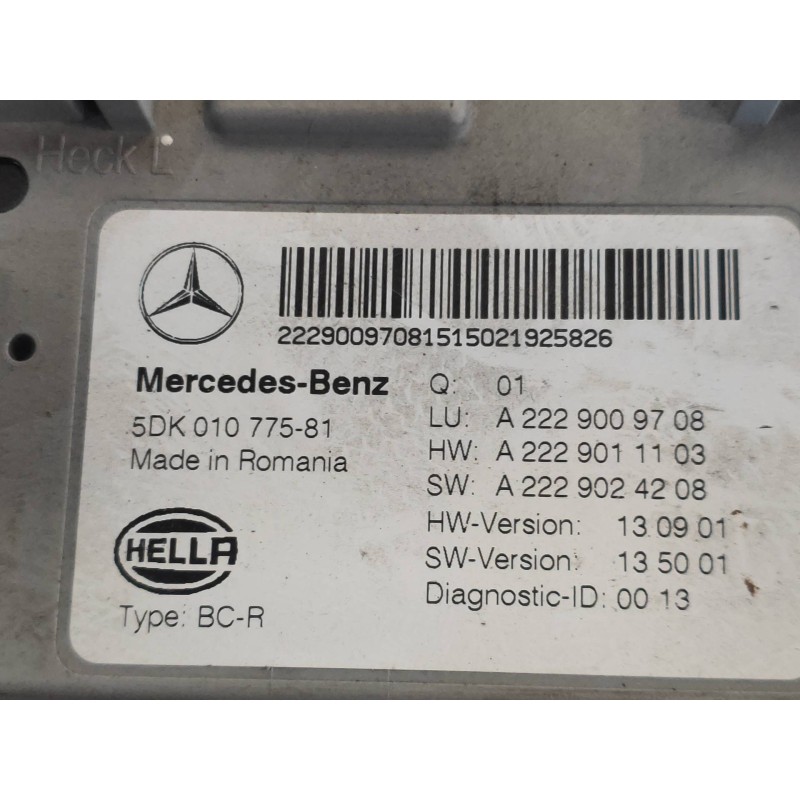 Heck L
2229009708151502192​5826
Mercedes-Benz
5DK 010 775-81
Made in Romania
HELLA
Type: BC-R
Q: 01
LU: A 222 900 97 08
HW: A 222 901 11 03
SW: A 222 902 42 08
HW-Version: 13 09 01
SW-Version: 13 50 01
Diagnostic-ID: 00 13